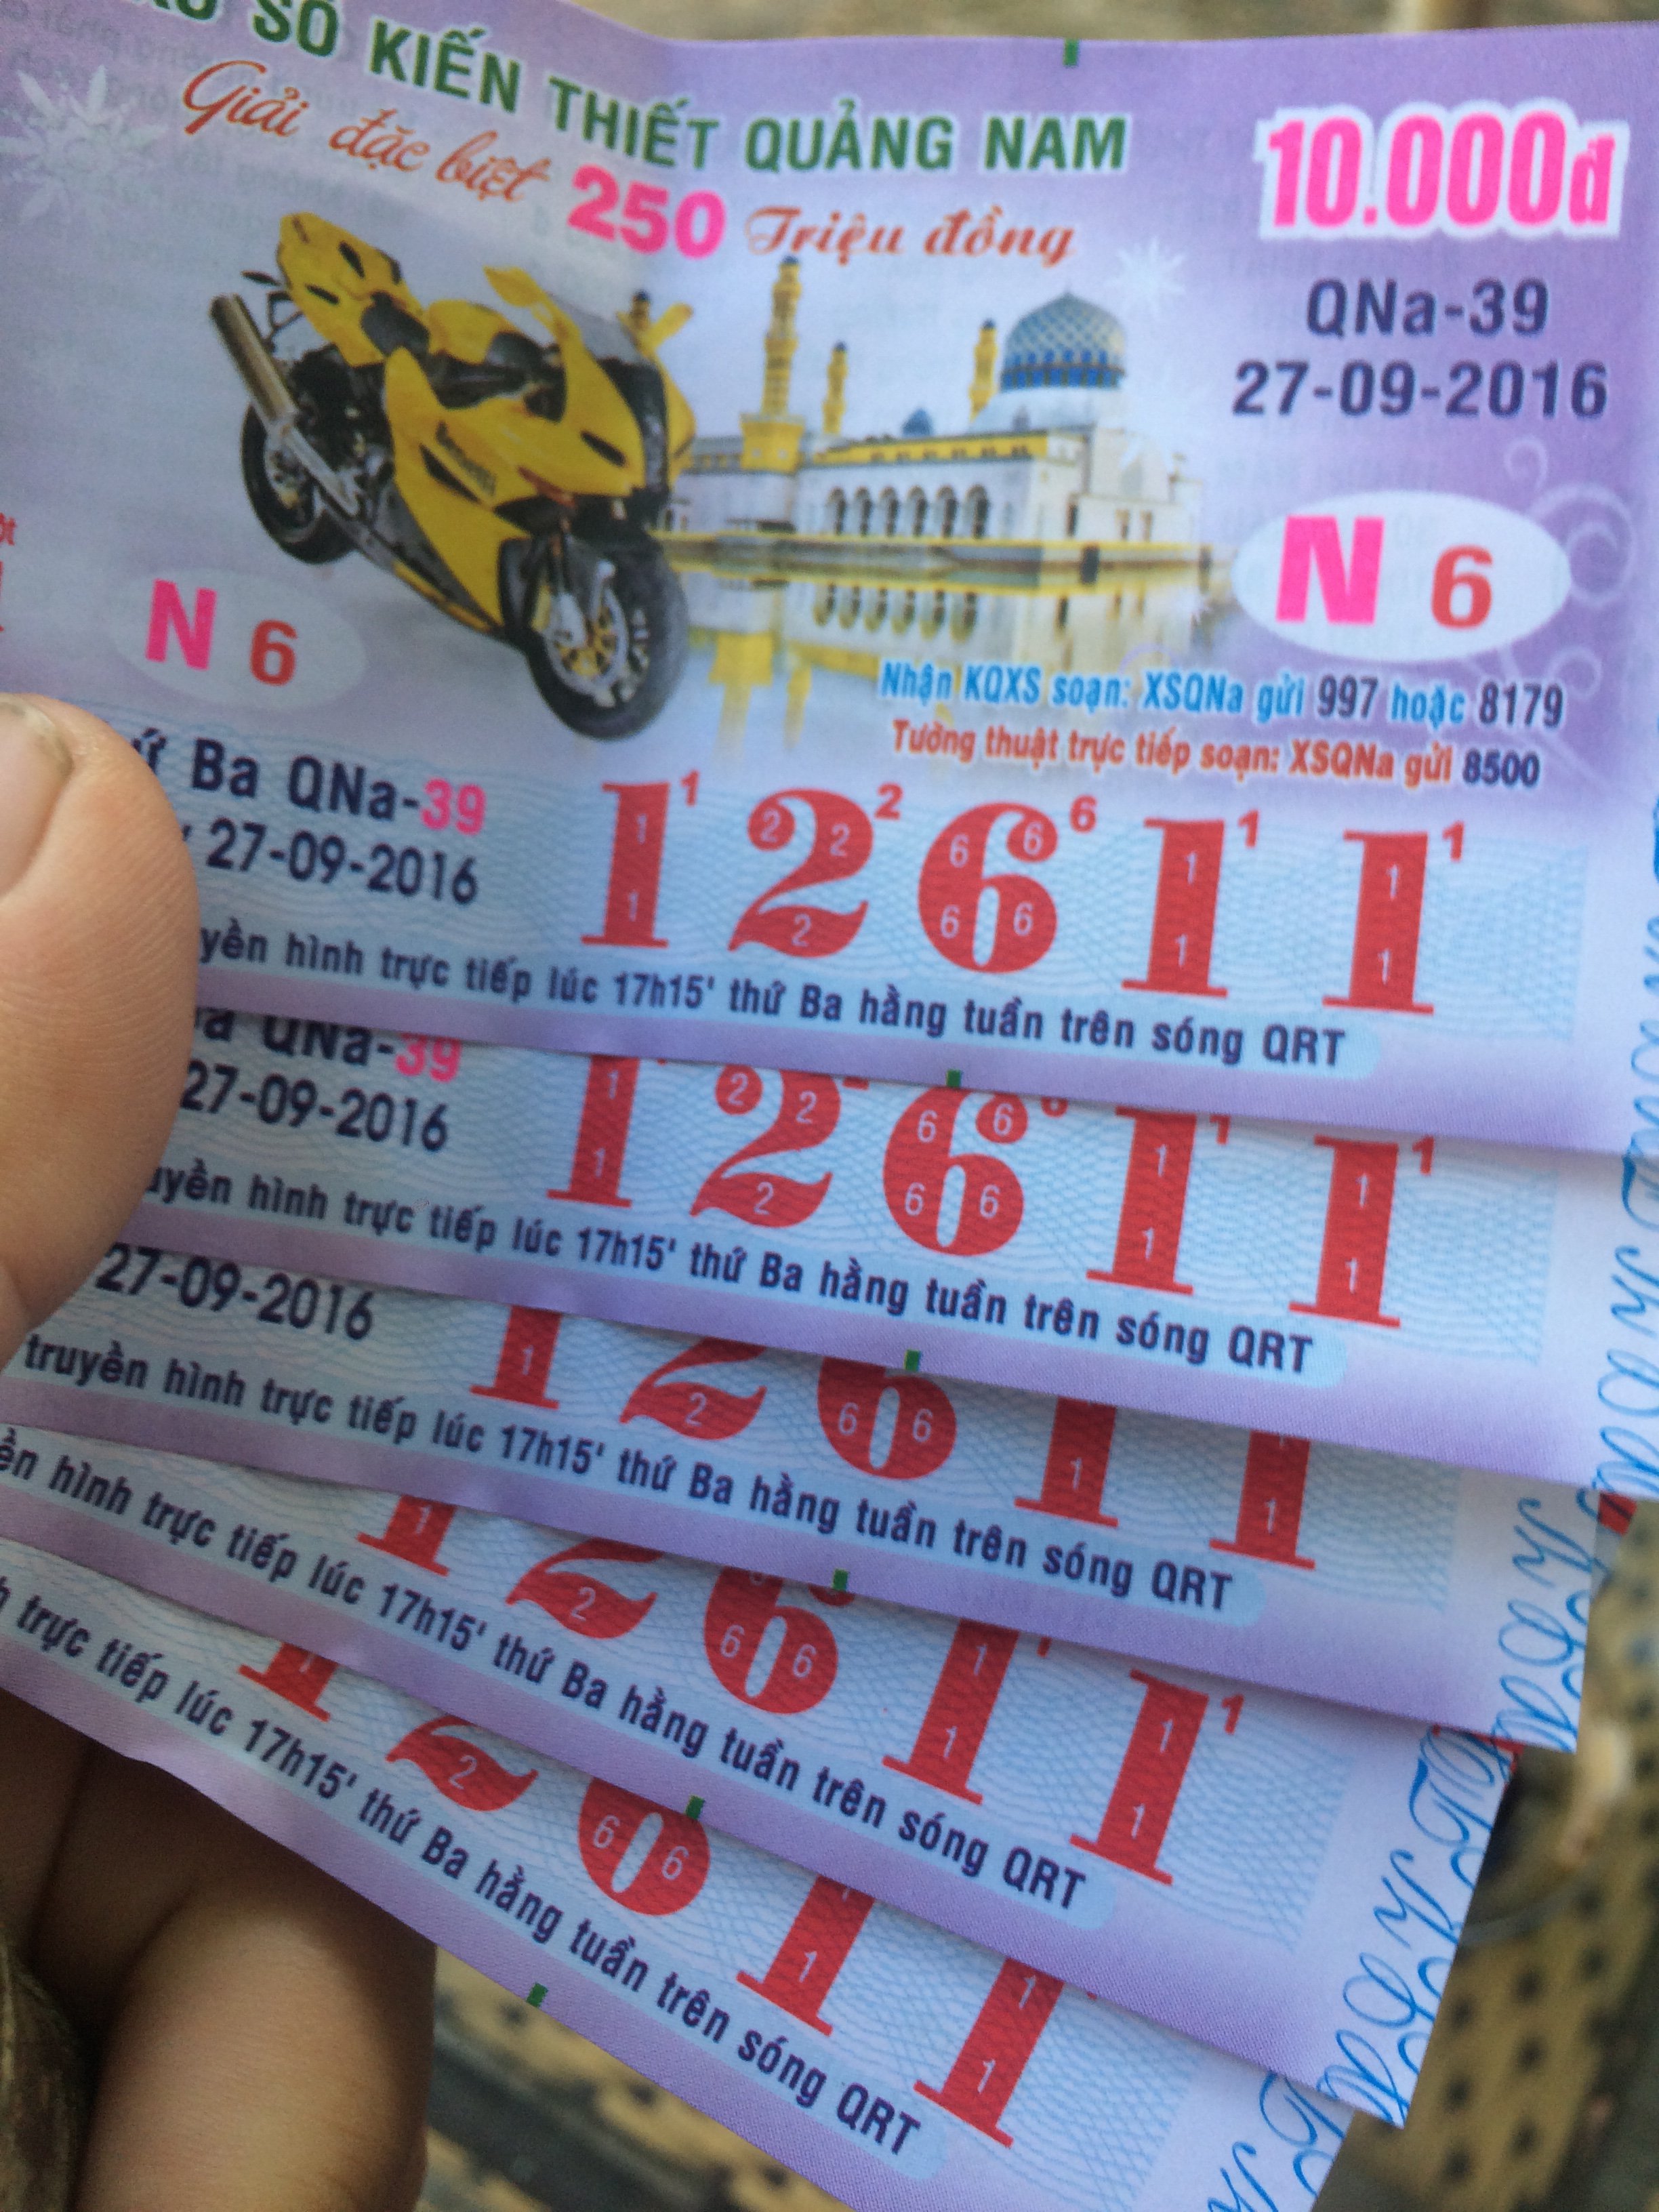 SỐ KIẾN THIẾT QUẢNG NAM
Giải đặc biệt 250 Triệu đồng
10.000đ
QNa-39
27-09-2016
N 6
N 6
Nhận KQXS soạn: XSQNa gửi 997 hoặc 8179
Tường thuật trực tiếp soạn: XSQNa gửi 8500
Ba QNa-39
27-09-2016
12611
hình trực tiếp lúc 17h15' thứ Ba hằng tuần trên sóng QRT
QNa-39
27-09-2016
12611
hình trực tiếp lúc 17h15' thứ Ba hằng tuần trên sóng QRT
27-09-2016
12611
truyền hình trực tiếp lúc 17h15' thứ Ba hằng tuần trên sóng QRT
12611
hình trực tiếp lúc 17h15' thứ Ba hằng tuần trên sóng QRT
12611
trực tiếp lúc 17h15' thứ Ba hằng tuần trên sóng QRT